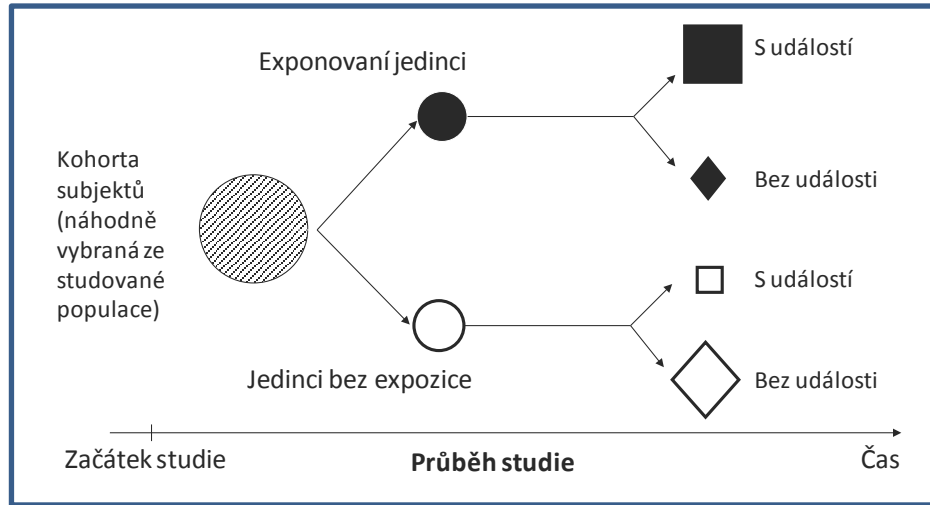 Exponovaní jedinci
S událostí
Kohorta
subjektů
(náhodně
vybraná ze
studované
populace)
Bez události
S událostí
Jedinci bez expozice
Bez události
Začátek studie
Průběh studie
Čas